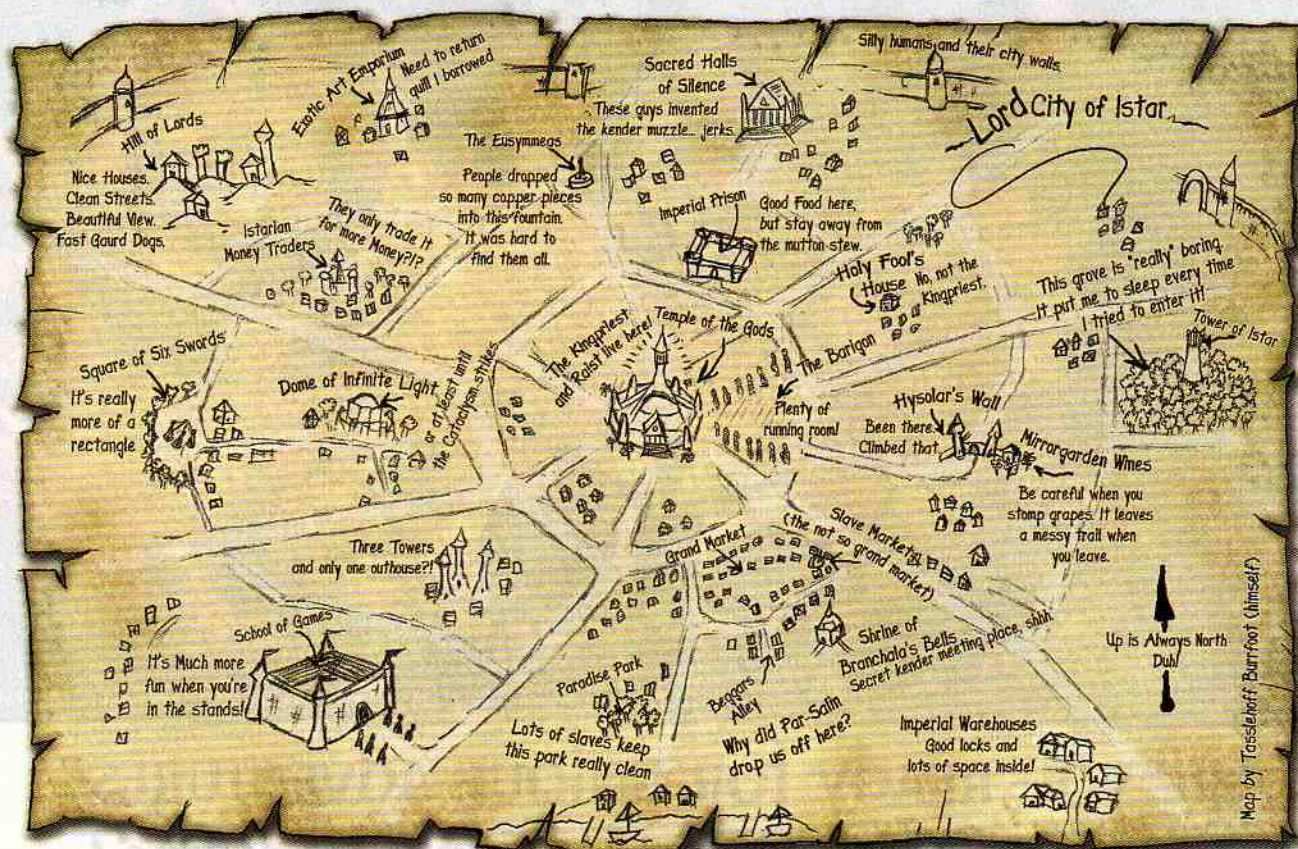 Silly humans and their city walls.
Lord City of Istar
Hill of Lords
Nice Houses.
Clean Streets.
Beautiful View.
Fast Gaurd Dogs.
Exotic Art Emporium
Need to return
quill I borrowed
Sacred Halls
of Silence
These guys invented
the kender muzzle... jerks.
The Eusymmeas
People dropped
so many copper pieces
into this fountain.
It was hard to
find them all.
Istarian
Money Traders
They only trade it
for more Money?!?
Imperial Prison
Good Food here,
but stay away from
the mutton stew.
Holy Fool's
House
No, not the
Kingpriest.
This grove is "really" boring.
It put me to sleep every time
I tried to enter it!
Tower of Istar
Square of Six Swords
It's really
more of a
rectangle
Dome of Infinite Light
or at least until
the Cataclysm strikes
The Kingpriest
and Raist live here!
Temple of the Gods
The Barigon
Plenty of
running room!
Hysolar's Wall
Been there.
Climbed that.
Mirrorgarden Wines
Be careful when you
stomp grapes. It leaves
a messy trail when
you leave.
Three Towers
and only one outhouse?!
Grand Market
Slave Market
(the not so grand market)
School of Games
It's Much more
fun when you're
in the stands!
Paradise Park
Lots of slaves keep
this park really clean
Beggars
Alley
Why did Par-Salin
drop us off here?
Shrine of
Branchala's Bells
Secret kender meeting place, shhh.
Imperial Warehouses
Good locks and
lots of space inside!
Up is Always North
Duh!
Map by Tasslehoff Burrfoot (himself)